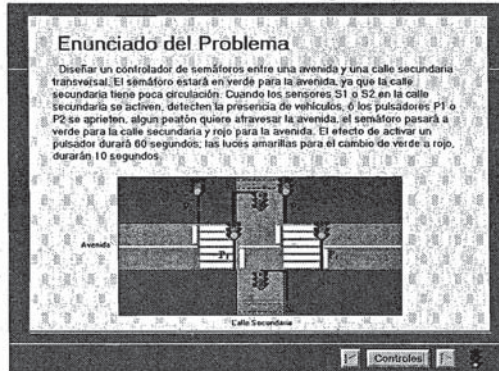 Enunciado del Problema
Diseñar un controlador de semáforos entre una avenida y una calle secundaria
transversal. El semáforo estará en verde para la avenida, ya que la calle
secundaria tiene poca circulación. Cuando los sensores S1 o S2 en la calle
secundaria se activen, detecten la presencia de vehículos, ó los pulsadores P1 o
P2 se aprieten, algun peatón quiere atravesar la avenida, el semáforo pasará a
verde para la calle secundaria y rojo para la avenida. El efecto de activar un
pulsador durará 60 segundos; las luces amarillas para el cambio de verde a rojo,
durarán 10 segundos.
Avenida
Calle Secundaria
Controles